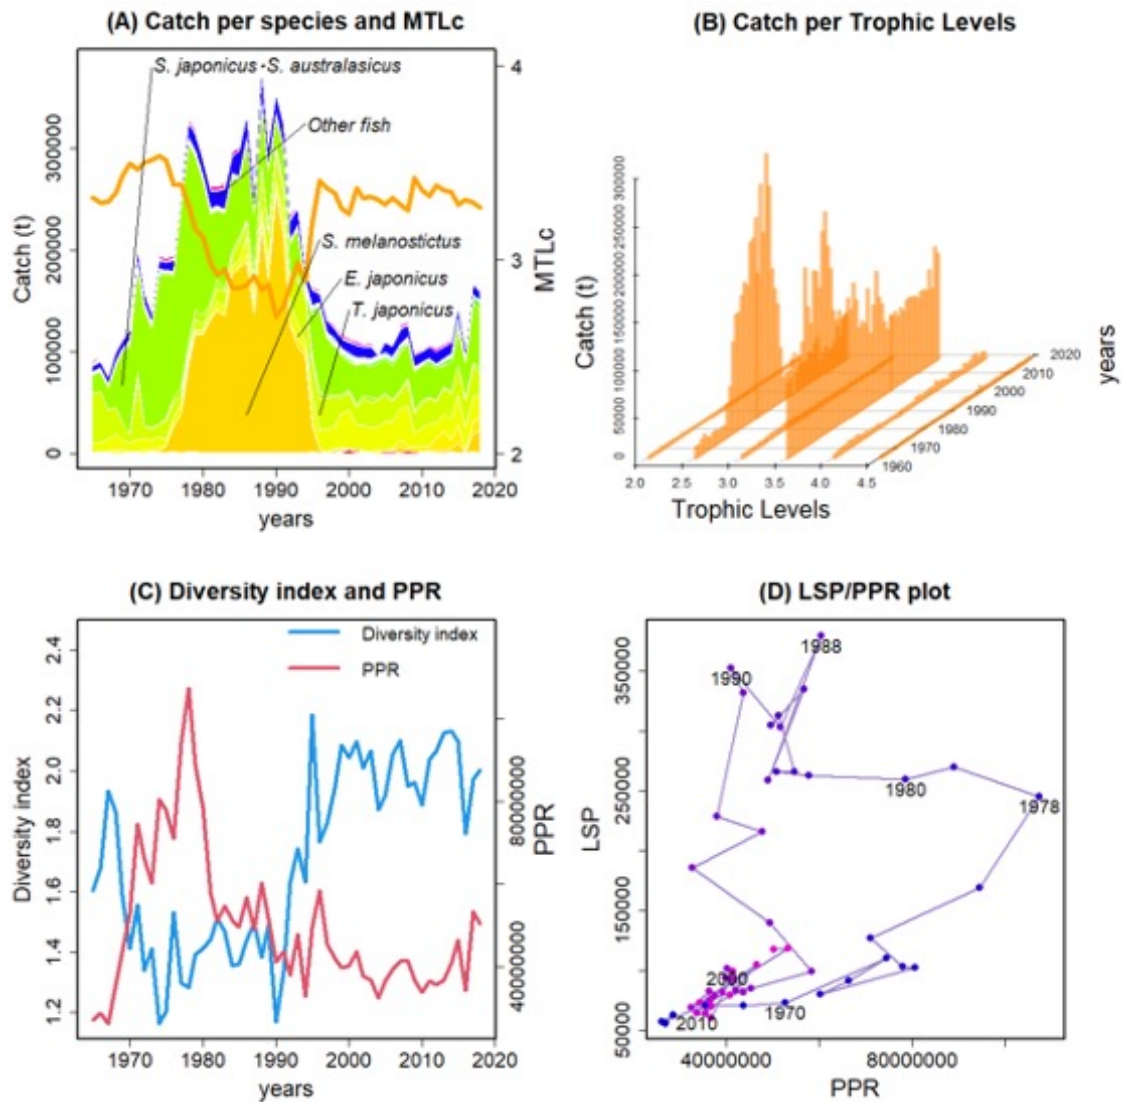 (A) Catch per species and MTLc
S. japonicus - S. australasicus
Other fish
S. melanostictus
E. japonicus
T. japonicus
Catch (t)
0
100000
200000
300000
MTLc
4
3
2
1970 1980 1990 2000 2010 2020
years
(B) Catch per Trophic Levels
Catch (t)
0
50000
100000
150000
200000
250000
300000
2.0 2.5 3.0 3.5 4.0 4.5
Trophic Levels
1960
1970
1980
1990
2000
2010
2020
years
(C) Diversity index and PPR
Diversity index
PPR
Diversity index
1.2
1.4
1.6
1.8
2.0
2.2
2.4
PPR
40000000
80000000
1970 1980 1990 2000 2010 2020
years
(D) LSP/PPR plot
1988
1990
1980
1978
2000
1970
2010
LSP
50000
150000
250000
350000
40000000 80000000
PPR